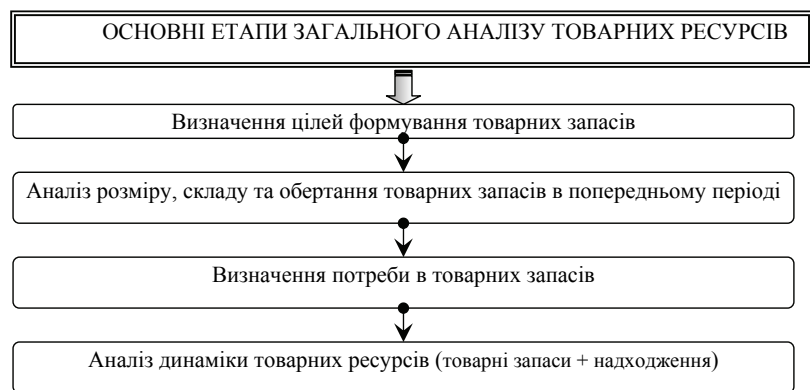 ОСНОВНІ ЕТАПИ ЗАГАЛЬНОГО АНАЛІЗУ ТОВАРНИХ РЕСУРСІВ
Визначення цілей формування товарних запасів
Аналіз розміру, складу та обертання товарних запасів в попередньому періоді
Визначення потреби в товарних запасів
Аналіз динаміки товарних ресурсів (товарні запаси + надходження)